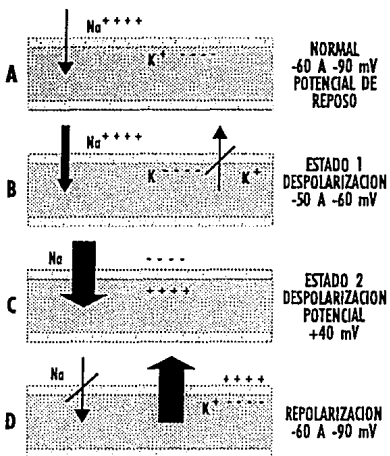 Na++++
K+ ----
A
NORMAL
-60 A -90 mV
POTENCIAL DE
REPOSO
Na++++
K ---- K+
B
ESTADO 1
DESPOLARIZACION
-50 A -60 mV
Na ----
++++
C
ESTADO 2
DESPOLARIZACION
POTENCIAL
+40 mV
Na ++++
K+ -----
D
REPOLARIZACION
-60 A -90 mV